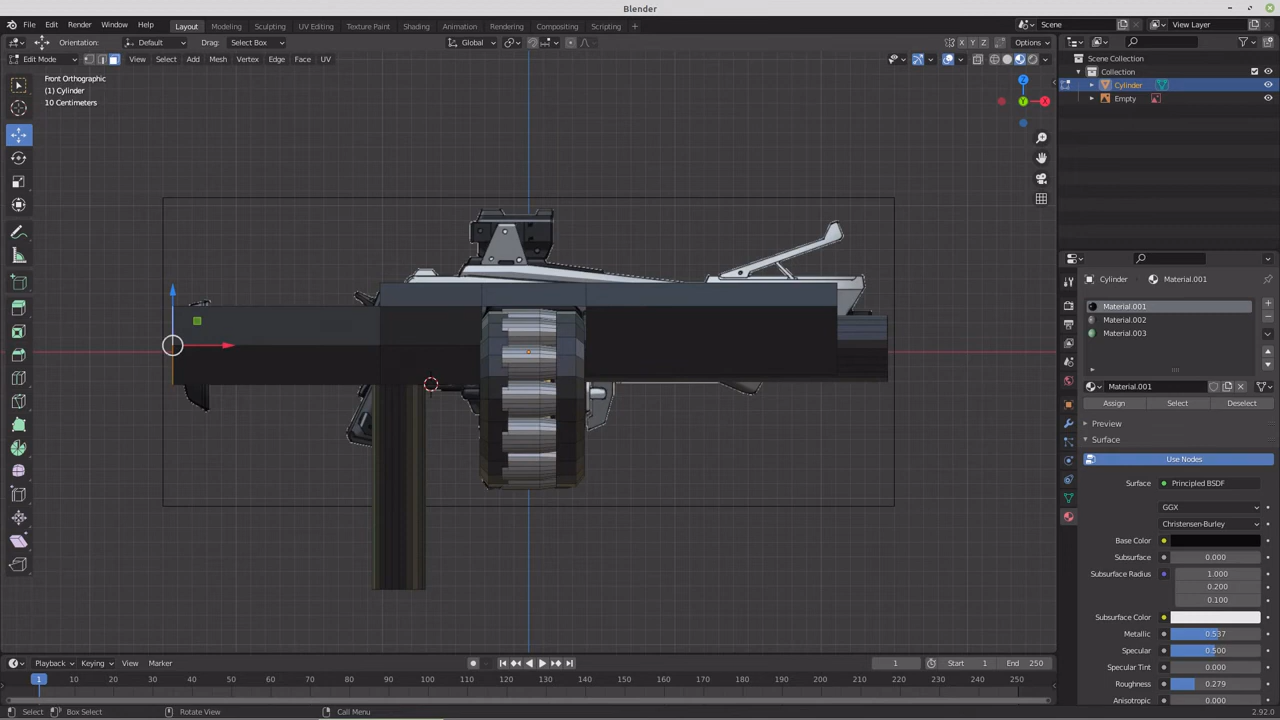 Blender
File Edit Render Window Help Layout Modeling Sculpting UV Editing Texture Paint Shading Animation Rendering Compositing Scripting + Scene View Layer
Orientation: Default Drag: Select Box Global X Y Z Options
Edit Mode View Select Add Mesh Vertex Edge Face UV
Front Orthographic
(1) Cylinder
10 Centimeters
Z
Y
X
Scene Collection
Collection
Cylinder
Empty
Cylinder Material.001
Material.001
Material.002
Material.003
Material.001
Assign Select Deselect
Preview
Surface
Use Nodes
Surface Principled BSDF
GGX
Christensen-Burley
Base Color
Subsurface 0.000
Subsurface Radius 1.000
0.200
0.100
Subsurface Color
Metallic 0.537
Specular 0.500
Specular Tint 0.000
Roughness 0.279
Anisotropic 0.000
Playback Keying View Marker 1 Start 1 End 250
1 10 20 30 40 50 60 70 80 90 100 110 120 130 140 150 160 170 180 190 200 210 220 230 240 250
Select Box Select Rotate View Call Menu 2.92.0